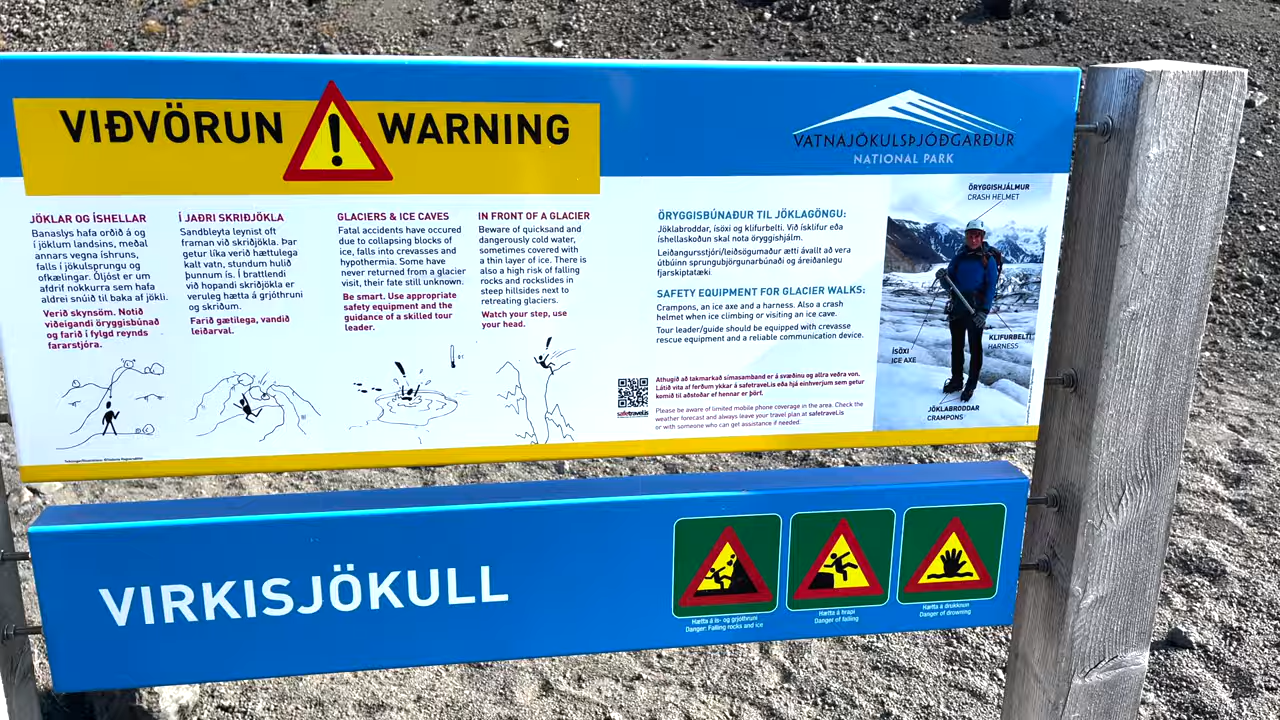 VIÐVÖRUN
WARNING
VATNAJÖKULSÞJÓÐGARÐUR
NATIONAL PARK
JÖKLAR OG ÍSHELLAR
Banaslys hafa orðið á og
í jöklum landsins, meðal
annars vegna íshruns,
falls í jökulsprungu og
ofkælingar. Óljóst er um
afdrif nokkurra sem hafa
aldrei snúið til baka af jökli.
Verið skynsöm. Notið
viðeigandi öryggisbúnað
og farið í fylgd reynds
fararstjóra.
Í JAÐRI SKRIÐJÖKLA
Sandbleyta leynist oft
framan við skriðjökla. Þar
getur líka verið hættulega
kalt vatn, stundum hulið
þunnum ís. Í brattlendi
við hopandi skriðjökla er
veruleg hætta á grjóthruni
og skriðum.
Farið gætilega, vandið
leiðarval.
GLACIERS & ICE CAVES
Fatal accidents have occured
due to collapsing blocks of
ice, falls into crevasses and
hypothermia. Some have
never returned from a glacier
visit, their fate still unknown.
Be smart. Use appropriate
safety equipment and the
guidance of a skilled tour
leader.
IN FRONT OF A GLACIER
Beware of quicksand and
dangerously cold water,
sometimes covered with
a thin layer of ice. There is
also a high risk of falling
rocks and rockslides in
steep hillsides next to
retreating glaciers.
Watch your step, use
your head.
ÖRYGGISBÚNAÐUR TIL JÖKLAGÖNGU:
Jöklabroddar, ísöxi og klifurbelti. Við ísklifur eða
íshellaskoðun skal nota öryggishjálm.
Leiðangursstjóri/leiðsögumaður ætti ávallt að vera
útbúinn sprungubjörgunarbúnaði og áreiðanlegu
fjarskiptatæki.
SAFETY EQUIPMENT FOR GLACIER WALKS:
Crampons, an ice axe and a harness. Also a crash
helmet when ice climbing or visiting an ice cave.
Tour leader/guide should be equipped with crevasse
rescue equipment and a reliable communication device.
safetravel.is
Athugið að takmarkað símasamband er á svæðinu og allra veðra von.
Látið vita af ferðum ykkar á safetravel.is eða hjá einhverjum sem getur
komið til aðstoðar ef hennar er þörf.
Please be aware of limited mobile phone coverage in the area. Check the
weather forecast and always leave your travel plan at safetravel.is
or with someone who can get assistance if needed.
ÖRYGGISHJÁLMUR
CRASH HELMET
KLIFURBELTI
HARNESS
ÍSÖXI
ICE AXE
JÖKLABRODDAR
CRAMPONS
VIRKISJÖKULL
Hætta á ís- og grjóthruni
Danger: Falling rocks and ice
Hætta á hrapi
Danger of falling
Hætta á drukknun
Danger of drowning